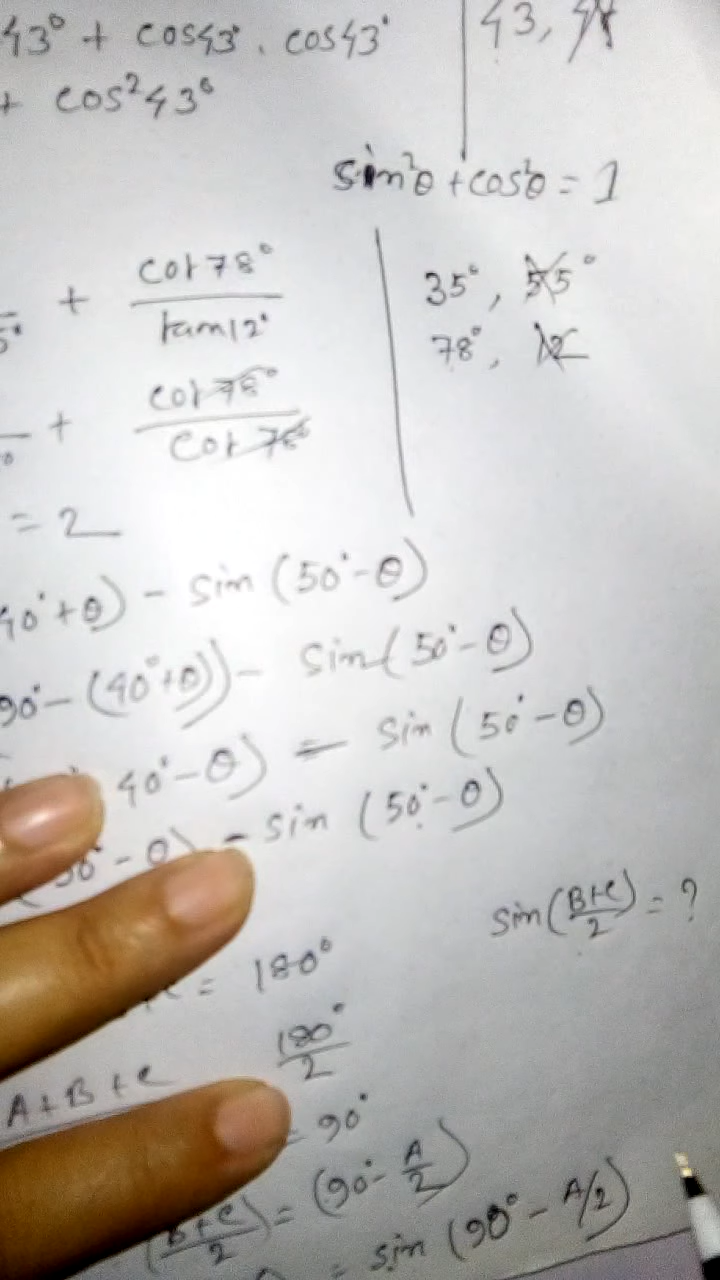 43° + cos43° . cos43°
43,
+ cos²43°
sin²θ + cos²θ = 1
+ cot78° / tan12°
35°, 55°
78°, 12
+ cot78° / cot78°
= 2
40° + θ) - sin (50° - θ)
90° - (40° + θ)) - sin (50° - θ)
40° - θ) - sin (50° - θ)
- θ) - sin (50° - θ)
sin(B+C/2) = ?
= 180°
A + B + C
180°/2
= 90°
(B+C/2) = (90° - A/2)
= sin (90° - A/2)